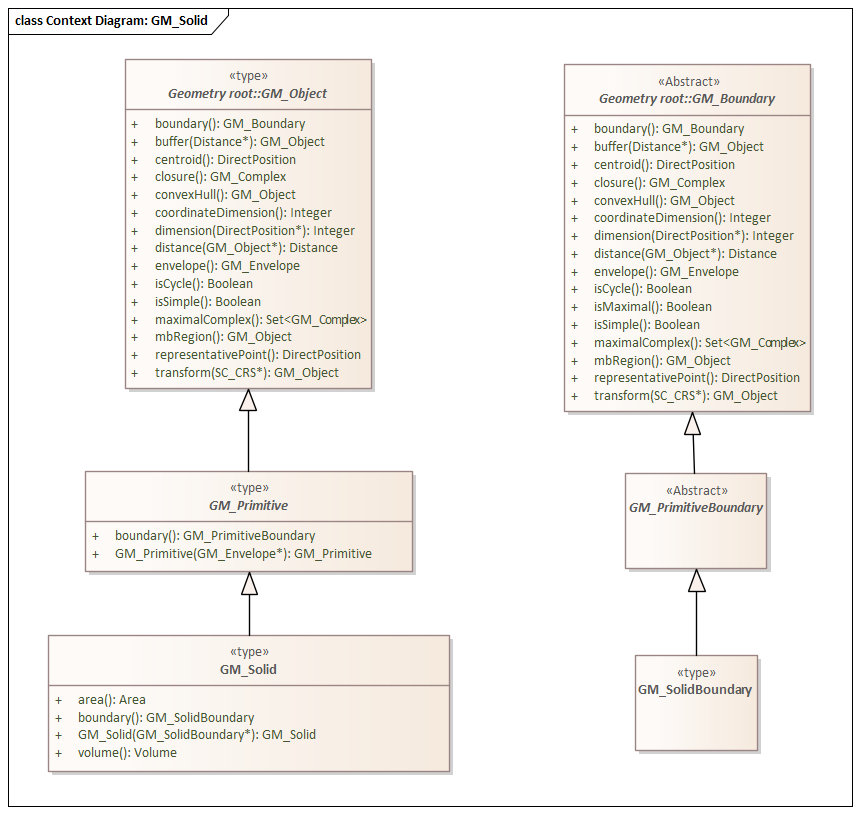 class Context Diagram: GM_Solid
«type»
Geometry root::GM_Object
+ boundary(): GM_Boundary
+ buffer(Distance*): GM_Object
+ centroid(): DirectPosition
+ closure(): GM_Complex
+ convexHull(): GM_Object
+ coordinateDimension(): Integer
+ dimension(DirectPosition*): Integer
+ distance(GM_Object*): Distance
+ envelope(): GM_Envelope
+ isCycle(): Boolean
+ isSimple(): Boolean
+ maximalComplex(): Set<GM_Complex>
+ mbRegion(): GM_Object
+ representativePoint(): DirectPosition
+ transform(SC_CRS*): GM_Object
«Abstract»
Geometry root::GM_Boundary
+ boundary(): GM_Boundary
+ buffer(Distance*): GM_Object
+ centroid(): DirectPosition
+ closure(): GM_Complex
+ convexHull(): GM_Object
+ coordinateDimension(): Integer
+ dimension(DirectPosition*): Integer
+ distance(GM_Object*): Distance
+ envelope(): GM_Envelope
+ isCycle(): Boolean
+ isMaximal(): Boolean
+ isSimple(): Boolean
+ maximalComplex(): Set<GM_Complex>
+ mbRegion(): GM_Object
+ representativePoint(): DirectPosition
+ transform(SC_CRS*): GM_Object
«type»
GM_Primitive
+ boundary(): GM_PrimitiveBoundary
+ GM_Primitive(GM_Envelope*): GM_Primitive
«Abstract»
GM_PrimitiveBoundary
«type»
GM_Solid
+ area(): Area
+ boundary(): GM_SolidBoundary
+ GM_Solid(GM_SolidBoundary*): GM_Solid
+ volume(): Volume
«type»
GM_SolidBoundary